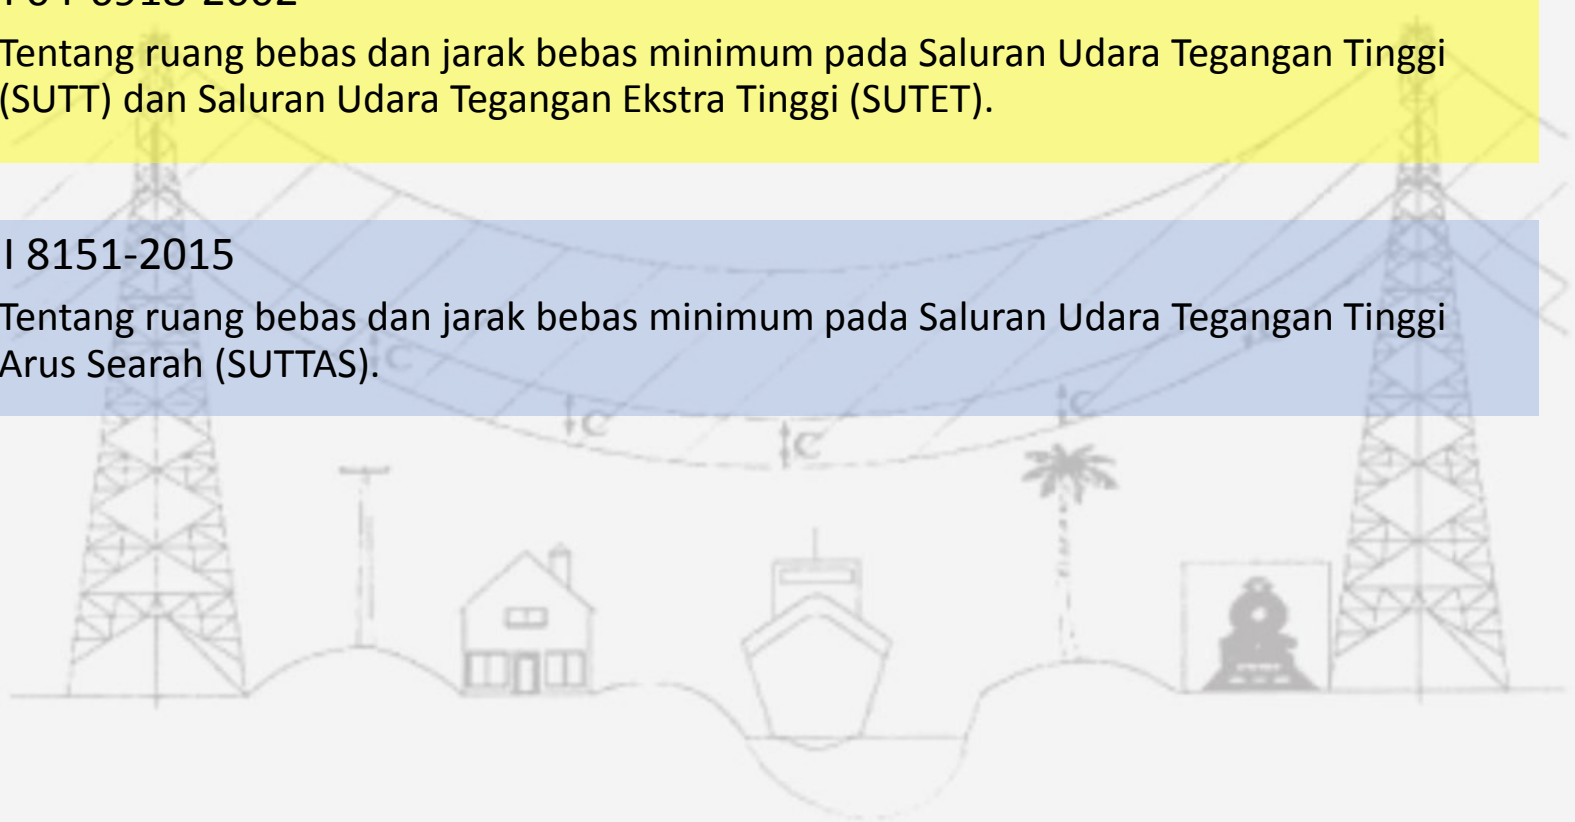 Tentang ruang bebas dan jarak bebas minimum pada Saluran Udara Tegangan Tinggi
(SUTT) dan Saluran Udara Tegangan Ekstra Tinggi (SUTET).
I 8151-2015
Tentang ruang bebas dan jarak bebas minimum pada Saluran Udara Tegangan Tinggi
Arus Searah (SUTTAS).
C
C
C
C